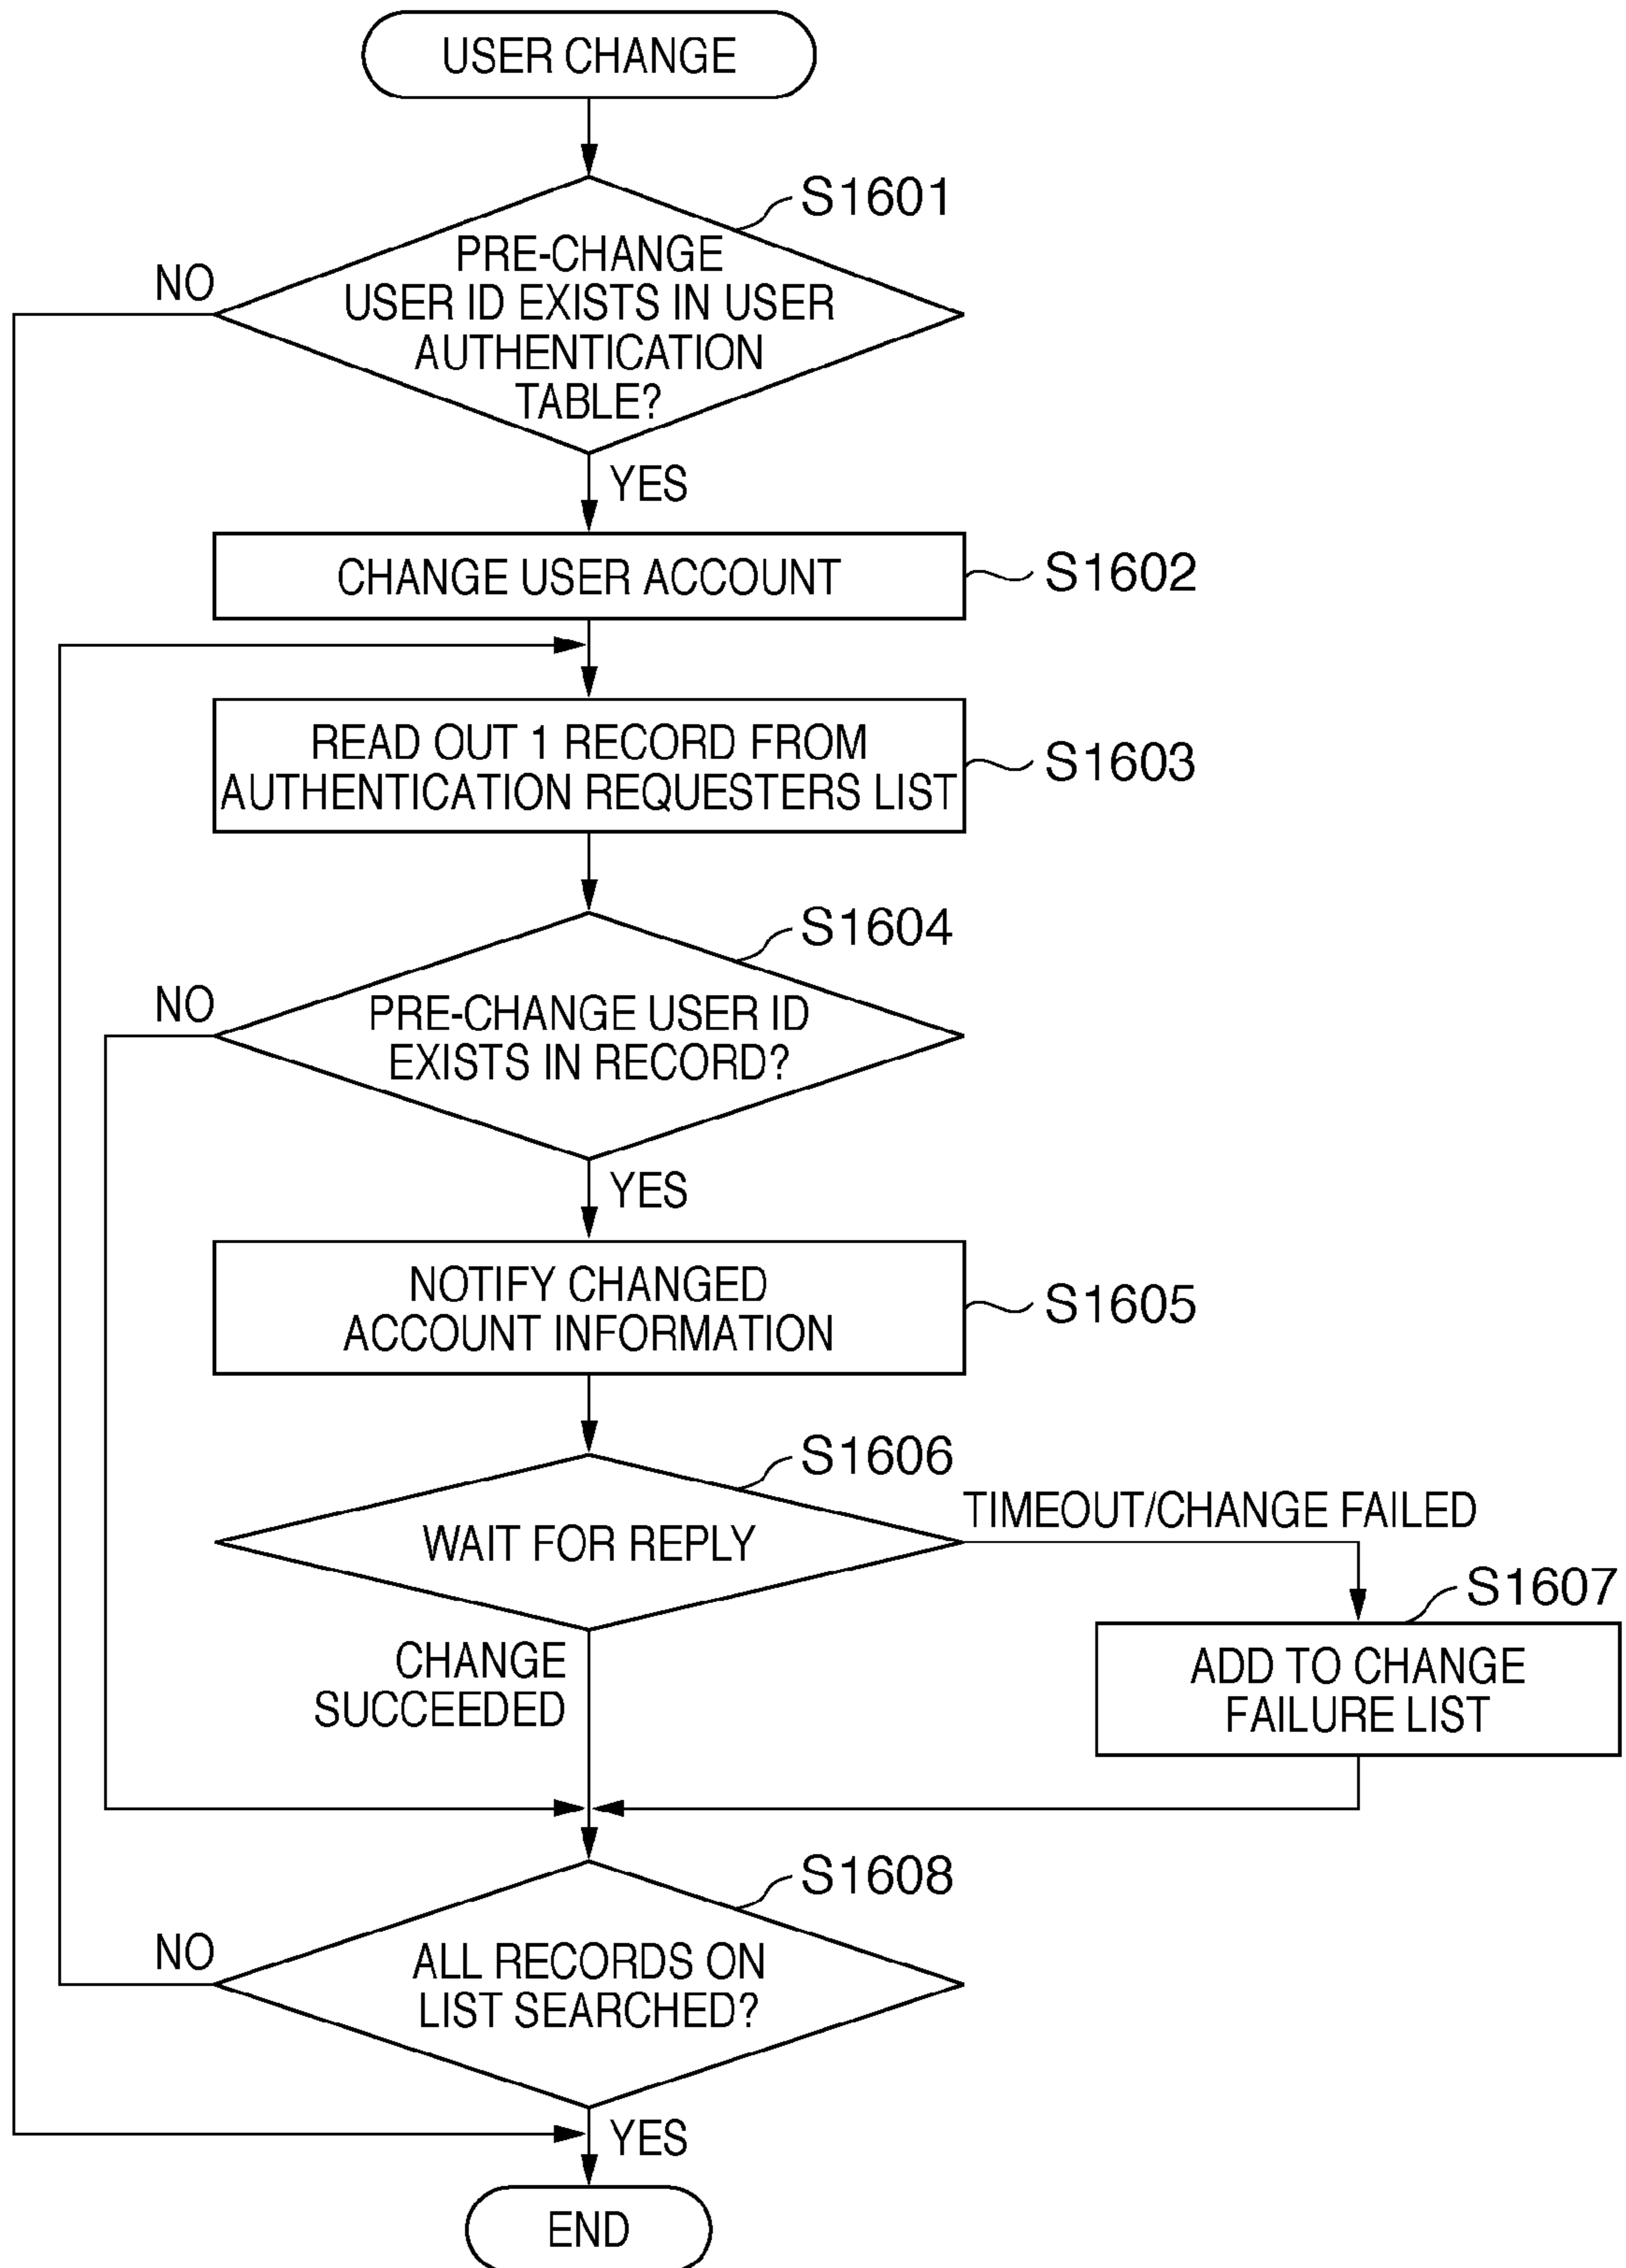 USER CHANGE
S1601
PRE-CHANGE
USER ID EXISTS IN USER
AUTHENTICATION
TABLE?
NO
YES
CHANGE USER ACCOUNT
S1602
READ OUT 1 RECORD FROM
AUTHENTICATION REQUESTERS LIST
S1603
S1604
NO
PRE-CHANGE USER ID
EXISTS IN RECORD?
YES
NOTIFY CHANGED
ACCOUNT INFORMATION
S1605
S1606
WAIT FOR REPLY
TIMEOUT/CHANGE FAILED
S1607
ADD TO CHANGE
FAILURE LIST
CHANGE
SUCCEEDED
S1608
NO
ALL RECORDS ON
LIST SEARCHED?
YES
END